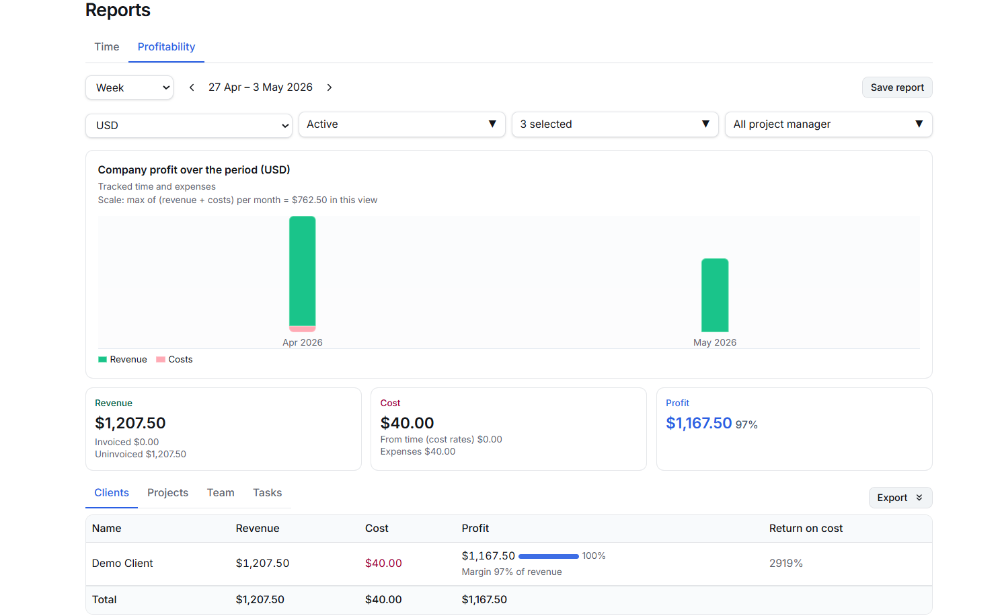 Reports
Time Profitability
Week 27 Apr – 3 May 2026 Save report
USD Active 3 selected All project manager
Company profit over the period (USD)
Tracked time and expenses
Scale: max of (revenue + costs) per month = $762.50 in this view
Apr 2026 May 2026
Revenue Costs
Revenue Cost Profit
$1,207.50 $40.00 $1,167.50 97%
Invoiced $0.00 From time (cost rates) $0.00
Uninvoiced $1,207.50 Expenses $40.00
Clients Projects Team Tasks Export
Name Revenue Cost Profit Return on cost
Demo Client $1,207.50 $40.00 $1,167.50 100% 2919%
Margin 97% of revenue
Total $1,207.50 $40.00 $1,167.50